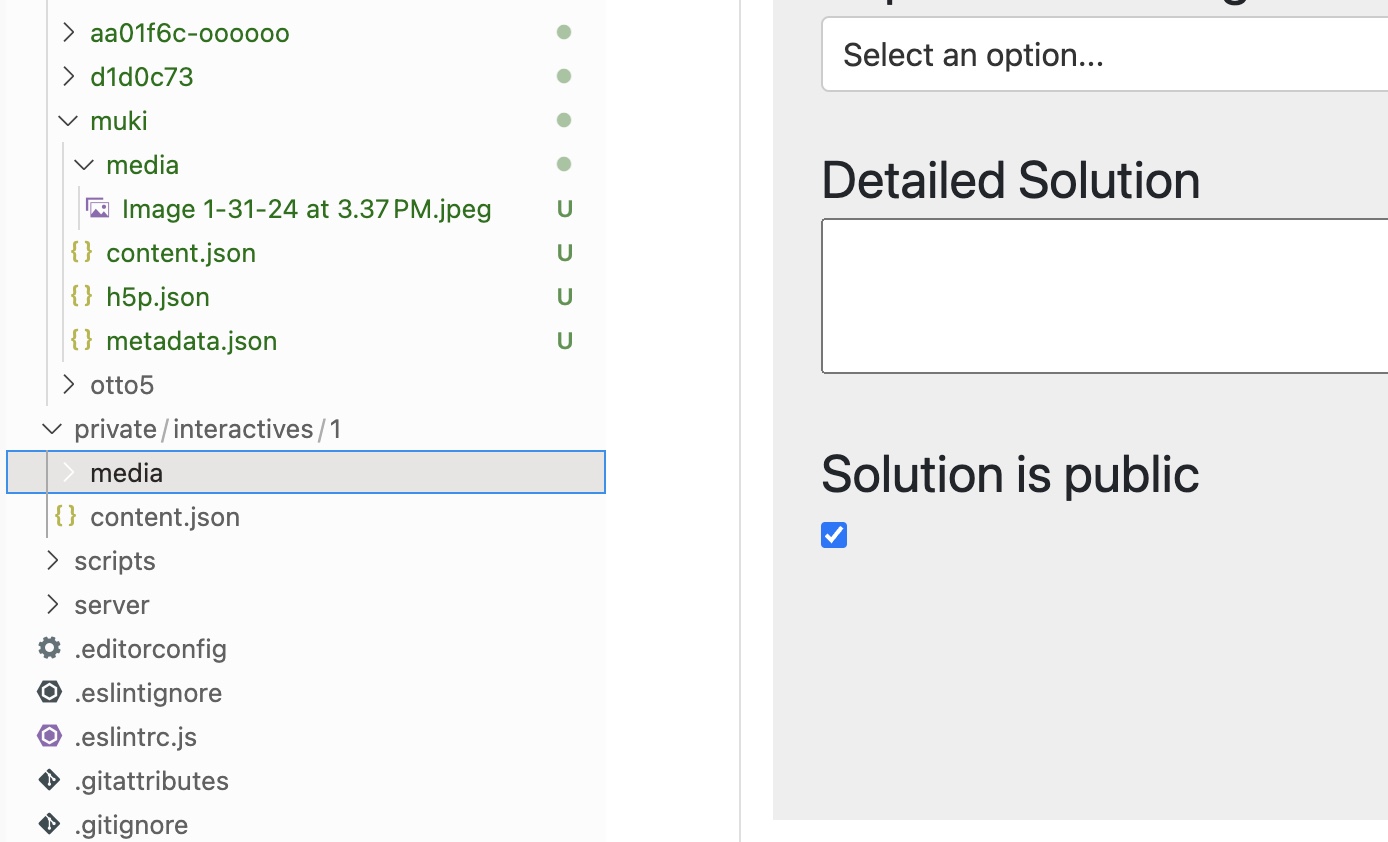 aa01f6c-oooooo
d1d0c73
muki
media
Image 1-31-24 at 3.37 PM.jpeg U
content.json U
h5p.json U
metadata.json U
otto5
private/interactives/1
media
content.json
scripts
server
.editorconfig
.eslintignore
.eslintrc.js
.gitattributes
.gitignore
Select an option...
Detailed Solution
Solution is public